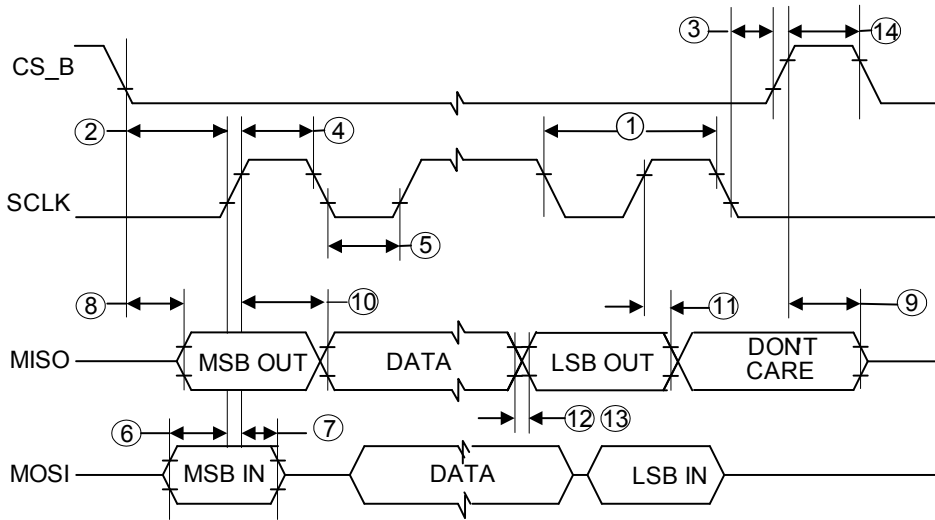 ③ ⑭
CS_B
② ④ ①
SCLK
⑤
⑧ ⑩ ⑪ ⑨
MISO MSB OUT DATA LSB OUT DONT CARE
⑥ ⑦ ⑫ ⑬
MOSI MSB IN DATA LSB IN